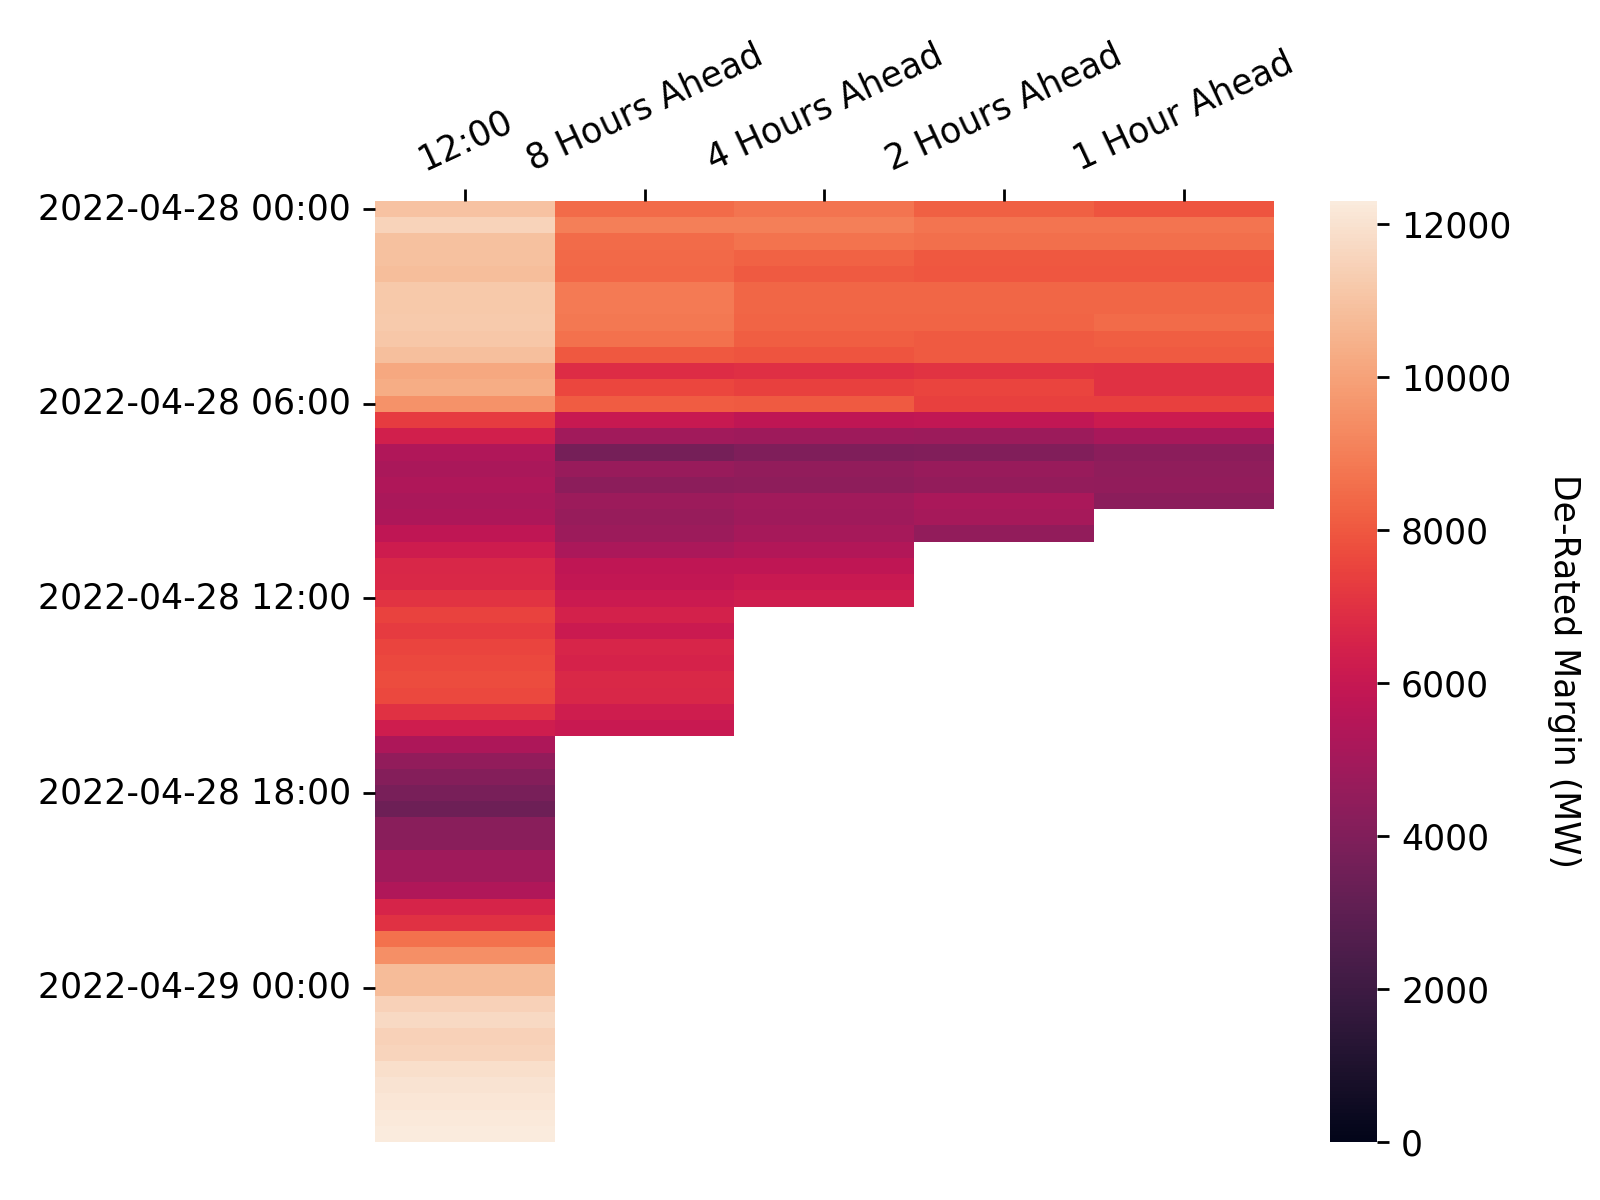 12:00
8 Hours Ahead
4 Hours Ahead
2 Hours Ahead
1 Hour Ahead
2022-04-28 00:00
2022-04-28 06:00
2022-04-28 12:00
2022-04-28 18:00
2022-04-29 00:00
12000
10000
8000
6000
4000
2000
0
De-Rated Margin (MW)